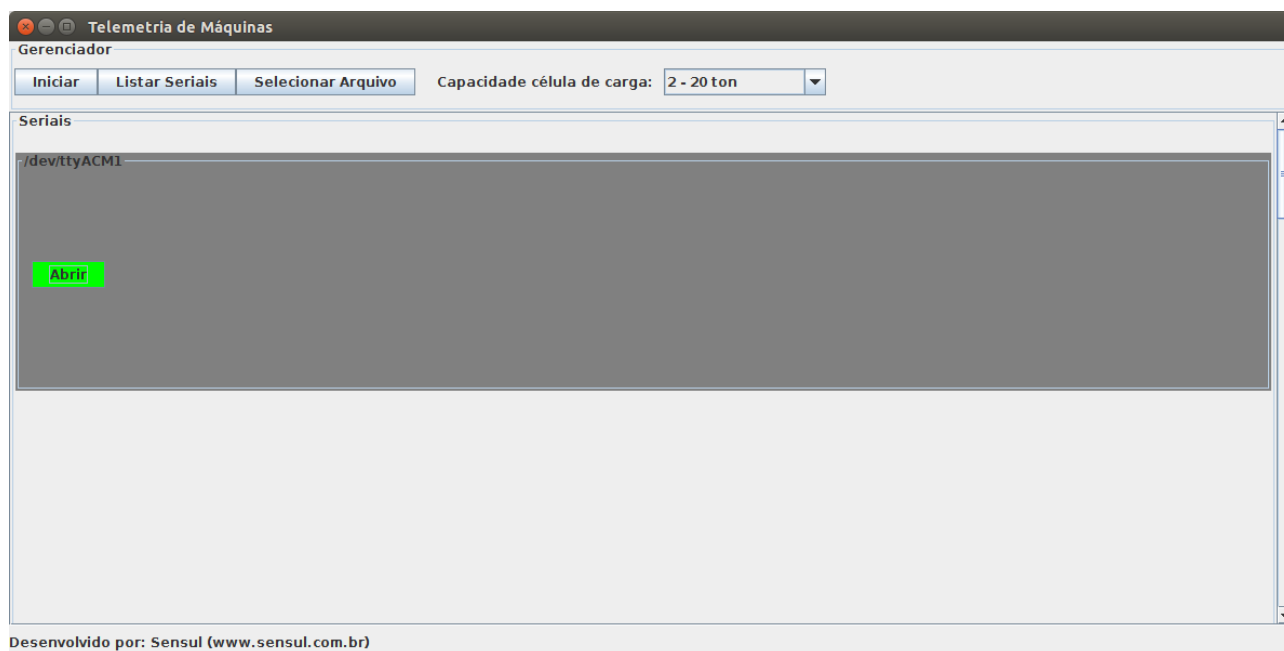 Telemetria de Máquinas
Gerenciador
Iniciar Listar Seriais Selecionar Arquivo Capacidade célula de carga: 2 - 20 ton
Seriais
/dev/ttyACM1
Abrir
Desenvolvido por: Sensul (www.sensul.com.br)